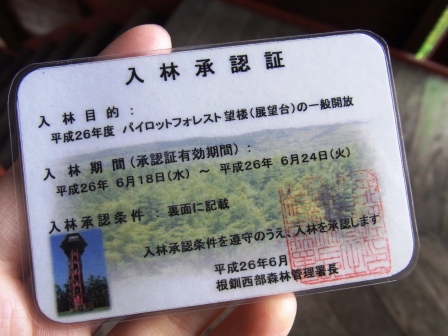 入林承認証
入林目的：
平成26年度 パイロットフォレスト望楼(展望台)の一般開放
入林期間(承認証有効期間)：
平成26年 6月18日(水) ～ 平成26年 6月24日(火)
入林承認条件：裏面に記載
入林承認条件を遵守のうえ、入林を承認します
平成26年6月
根釧西部森林管理署長